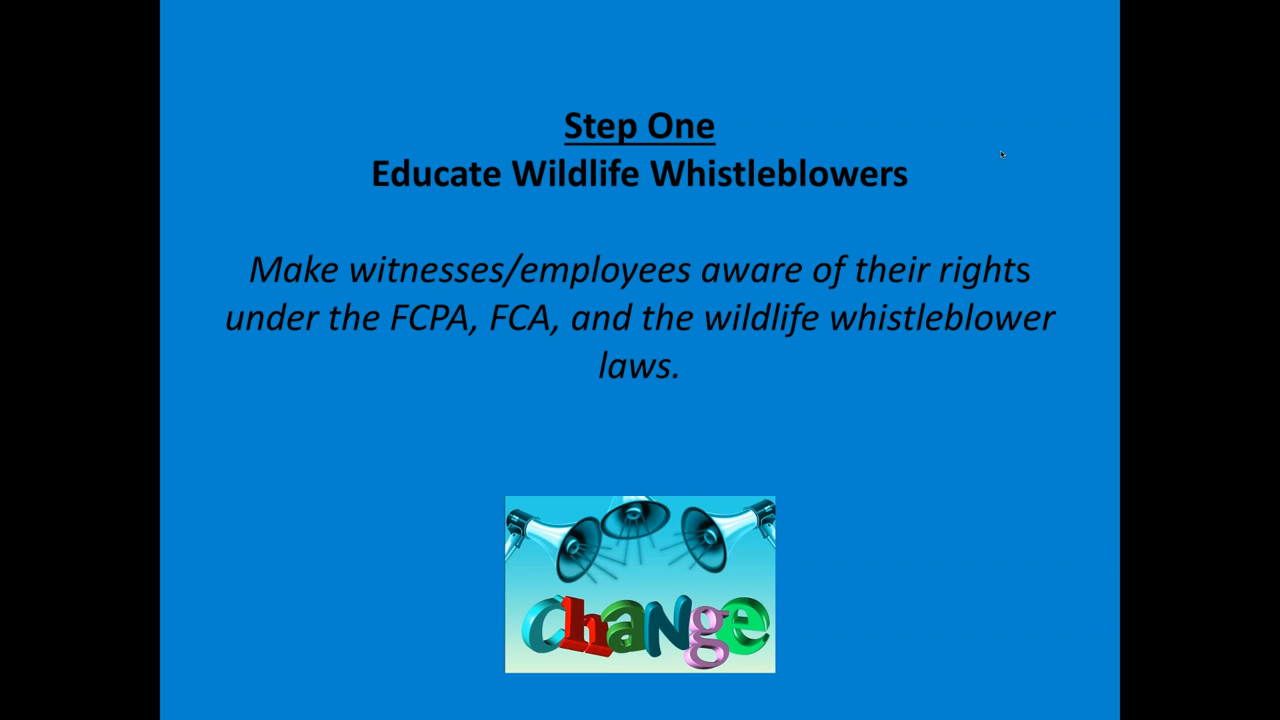 Step One
Educate Wildlife Whistleblowers
Make witnesses/employees aware of their rights
under the FCPA, FCA, and the wildlife whistleblower
laws.
ChaNge